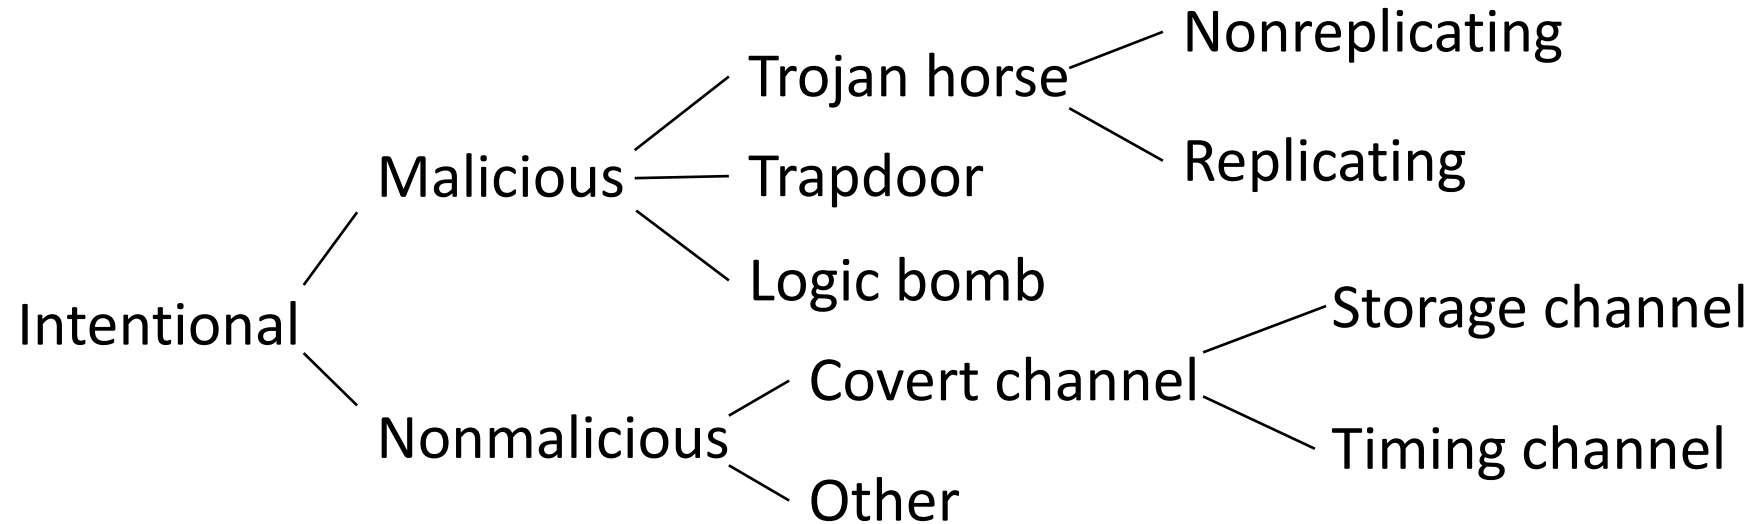 Nonreplicating
Trojan horse
Replicating
Malicious
Trapdoor
Logic bomb
Storage channel
Intentional
Covert channel
Timing channel
Nonmalicious
Other